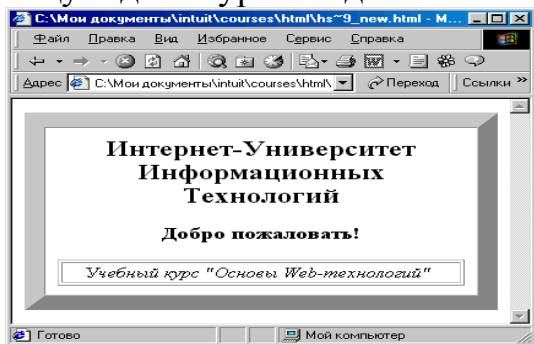 C:\Мои документы\intuit\courses\html\hs~9_new.html - M...
Файл Правка Вид Избранное Сервис Справка
Адрес C:\Мои документы\intuit\courses\html\ Переход Ссылки »
Интернет-Университет
Информационных
Технологий
Добро пожаловать!
Учебный курс "Основы Web-технологий"
Готово Мой компьютер